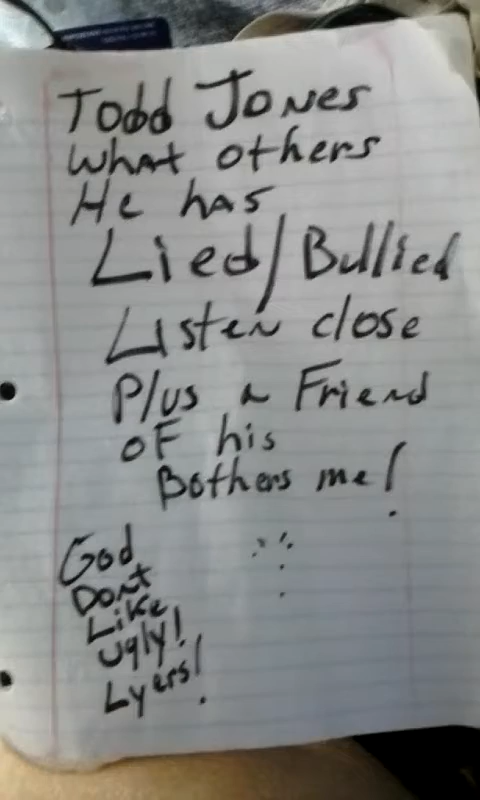 Todd Jones
What others
He has
Lied/Bullied
Listen close
Plus a Friend
of his
Bothers me!
God
Dont
Like
Ugly!
Lyers!